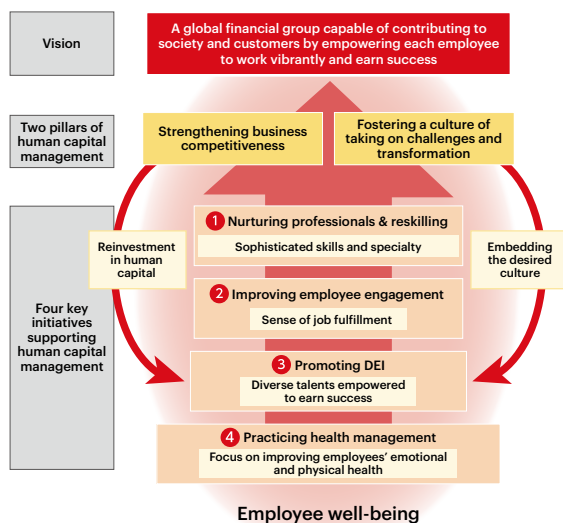 Vision
A global financial group capable of contributing to
society and customers by empowering each employee
to work vibrantly and earn success
Two pillars of
human capital
management
Strengthening business
competitiveness
Fostering a culture of
taking on challenges and
transformation
Four key
initiatives
supporting
human capital
management
Reinvestment
in human
capital
Embedding
the desired
culture
1 Nurturing professionals & reskilling
Sophisticated skills and specialty
2 Improving employee engagement
Sense of job fulfillment
3 Promoting DEI
Diverse talents empowered
to earn success
4 Practicing health management
Focus on improving employees’ emotional
and physical health
Employee well-being